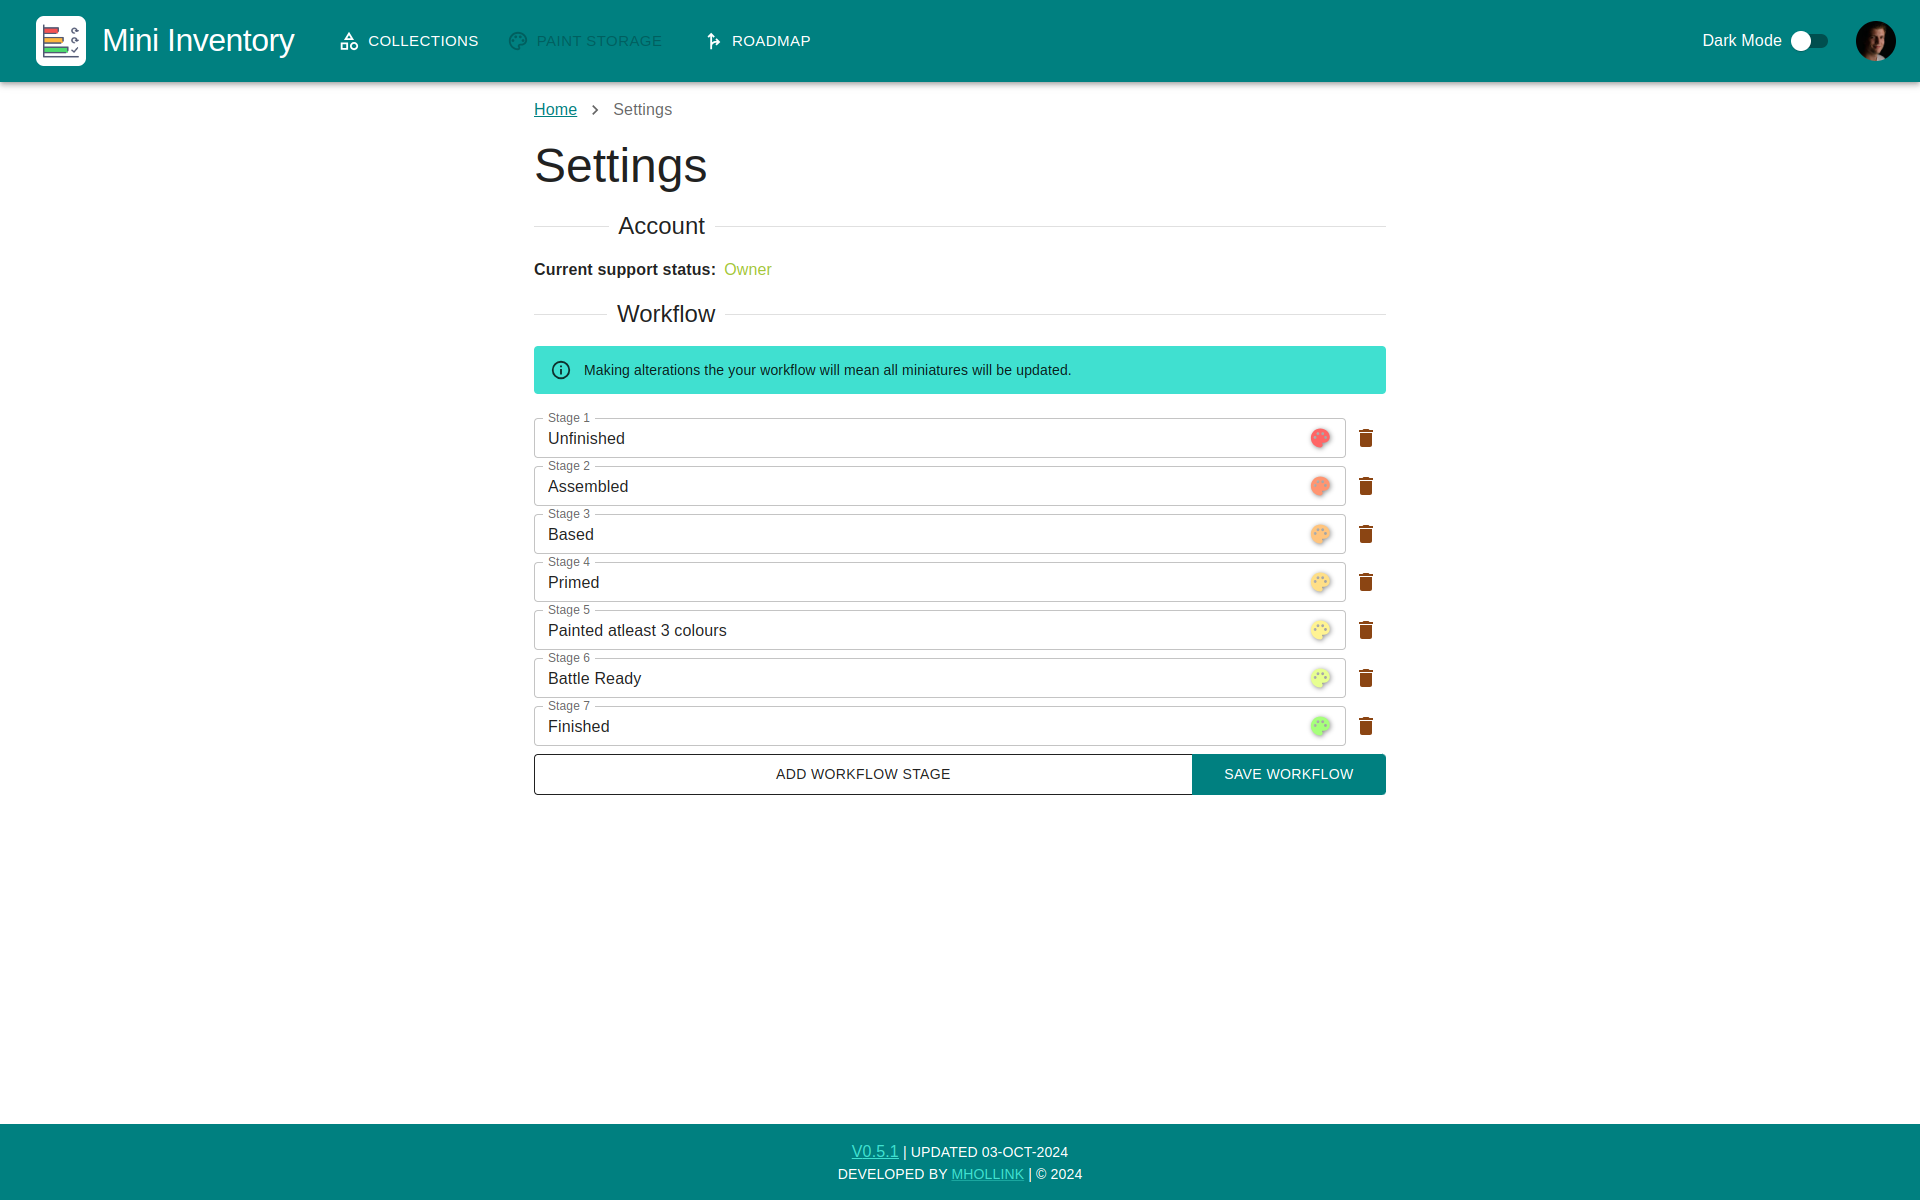 Mini Inventory COLLECTIONS PAINT STORAGE ROADMAP Dark Mode
Home Settings
Settings
Account
Current support status: Owner
Workflow
Making alterations the your workflow will mean all miniatures will be updated.
Stage 1
Unfinished
Stage 2
Assembled
Stage 3
Based
Stage 4
Primed
Stage 5
Painted atleast 3 colours
Stage 6
Battle Ready
Stage 7
Finished
ADD WORKFLOW STAGE SAVE WORKFLOW
V0.5.1 | UPDATED 03-OCT-2024
DEVELOPED BY MHOLLINK | © 2024